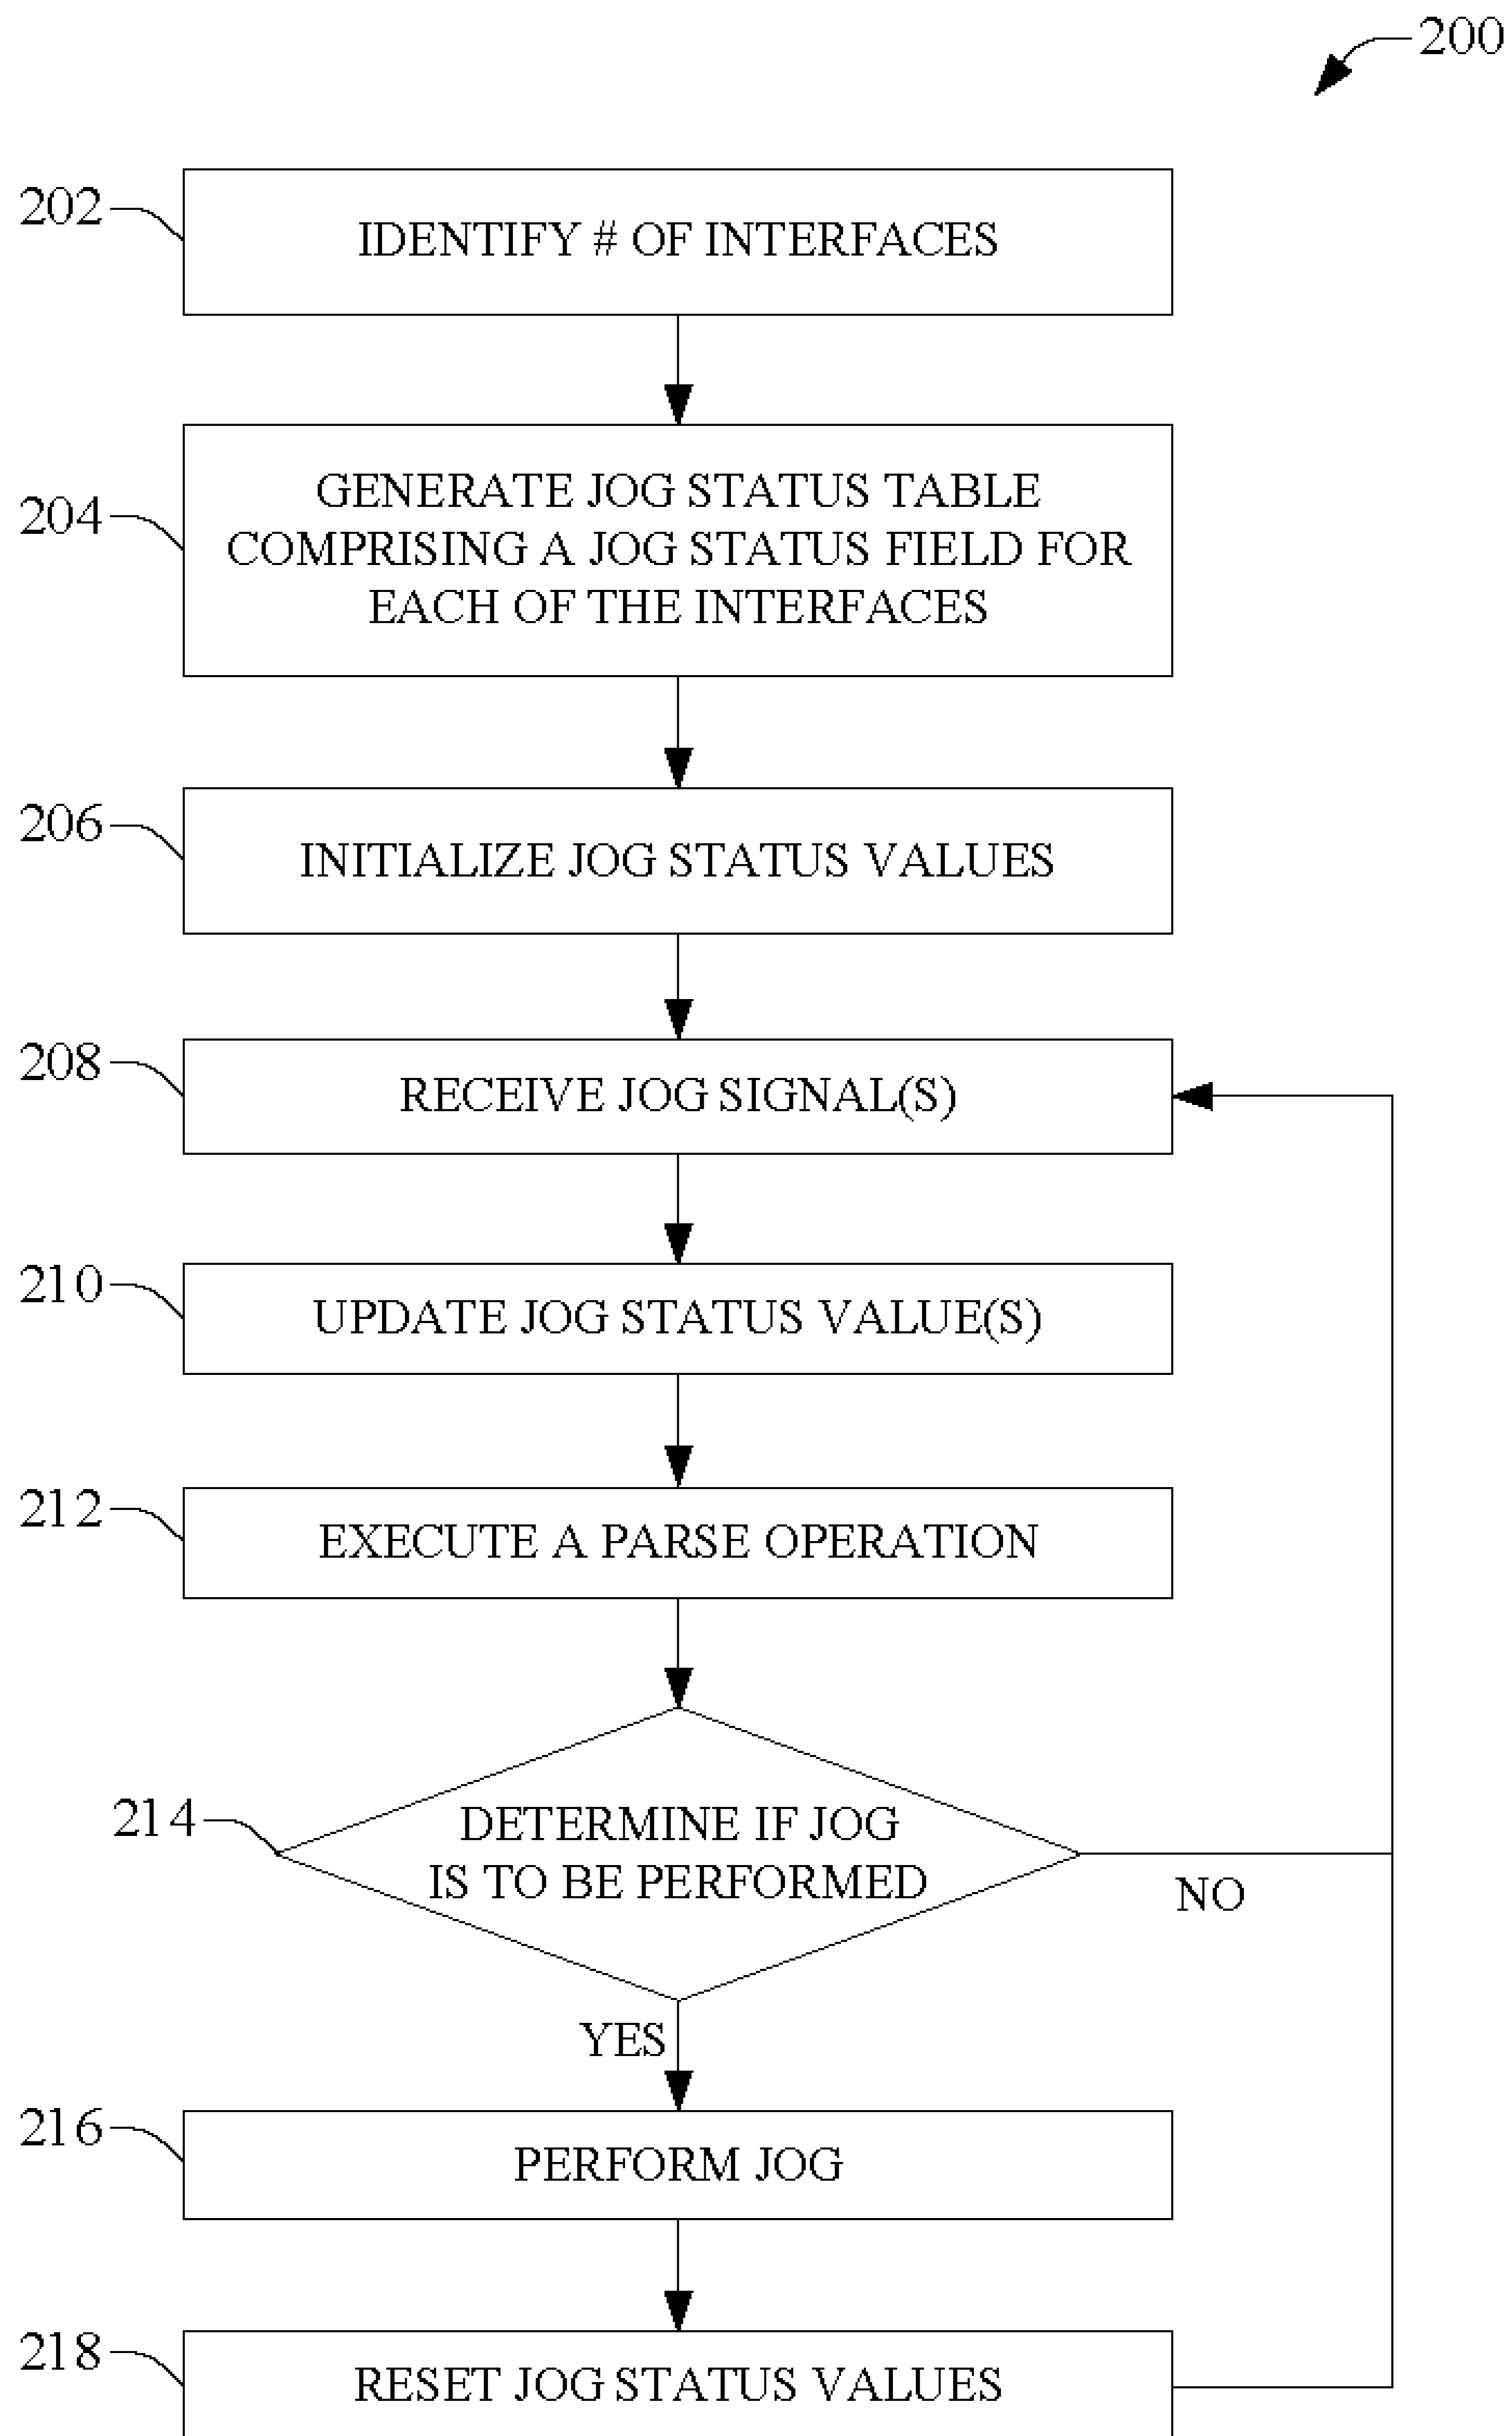 200
202
IDENTIFY # OF INTERFACES
204
GENERATE JOG STATUS TABLE
COMPRISING A JOG STATUS FIELD FOR
EACH OF THE INTERFACES
206
INITIALIZE JOG STATUS VALUES
208
RECEIVE JOG SIGNAL(S)
210
UPDATE JOG STATUS VALUE(S)
212
EXECUTE A PARSE OPERATION
214
DETERMINE IF JOG
IS TO BE PERFORMED
NO
YES
216
PERFORM JOG
218
RESET JOG STATUS VALUES